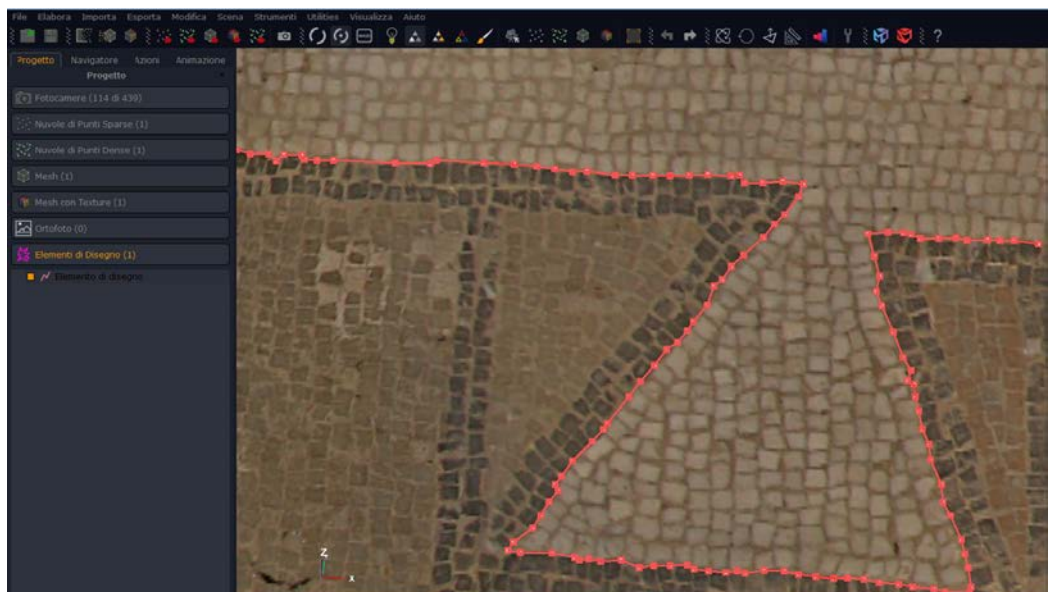 File Elabora Importa Esporta Modifica Scena Strumenti Utilities Visualizza Aiuto
Progetto Navigatore Azioni Animazione
Progetto
Fotocamere (114 di 439)
Nuvole di Punti Sparse (1)
Nuvole di Punti Dense (1)
Mesh (1)
Mesh con Texture (1)
Ortofoto (0)
Elementi di Disegno (1)
Elemento di disegno
Z
X